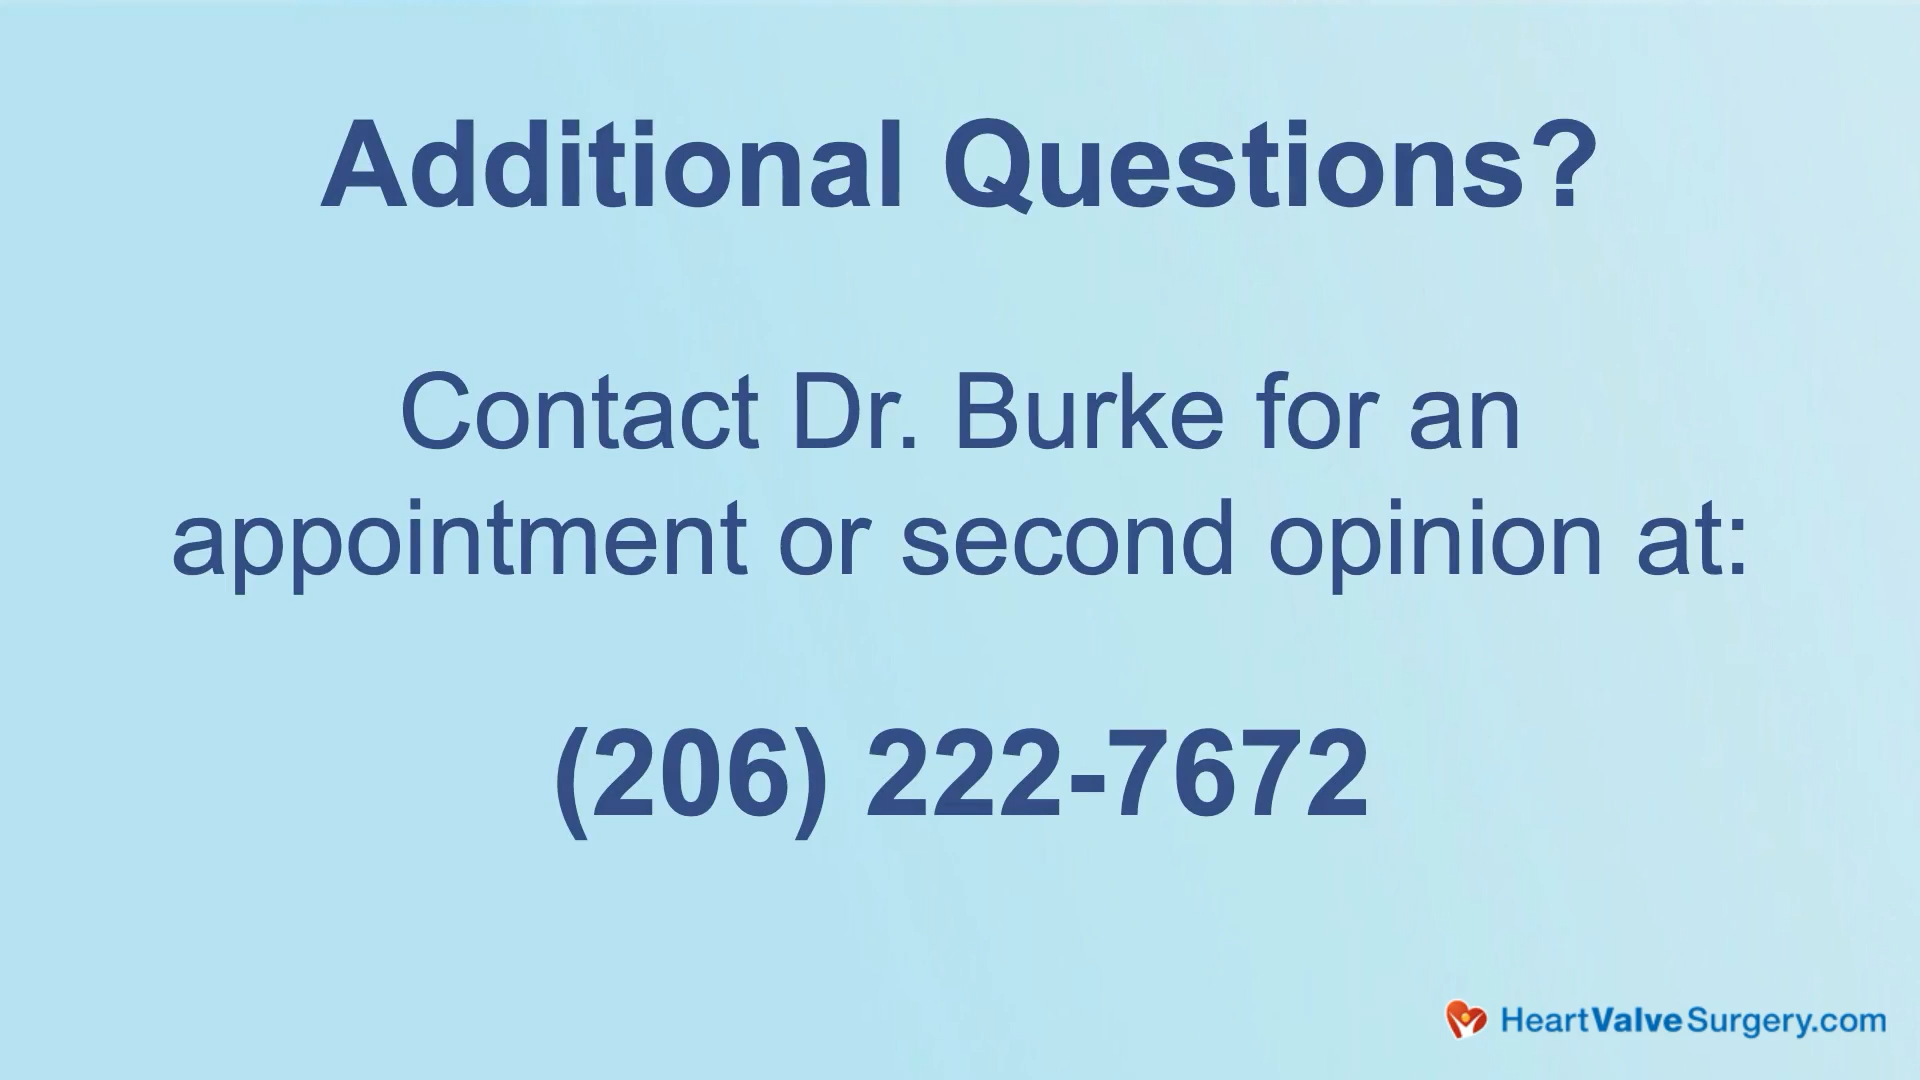 Additional Questions?
Contact Dr. Burke for an
appointment or second opinion at:
(206) 222-7672
HeartValveSurgery.com